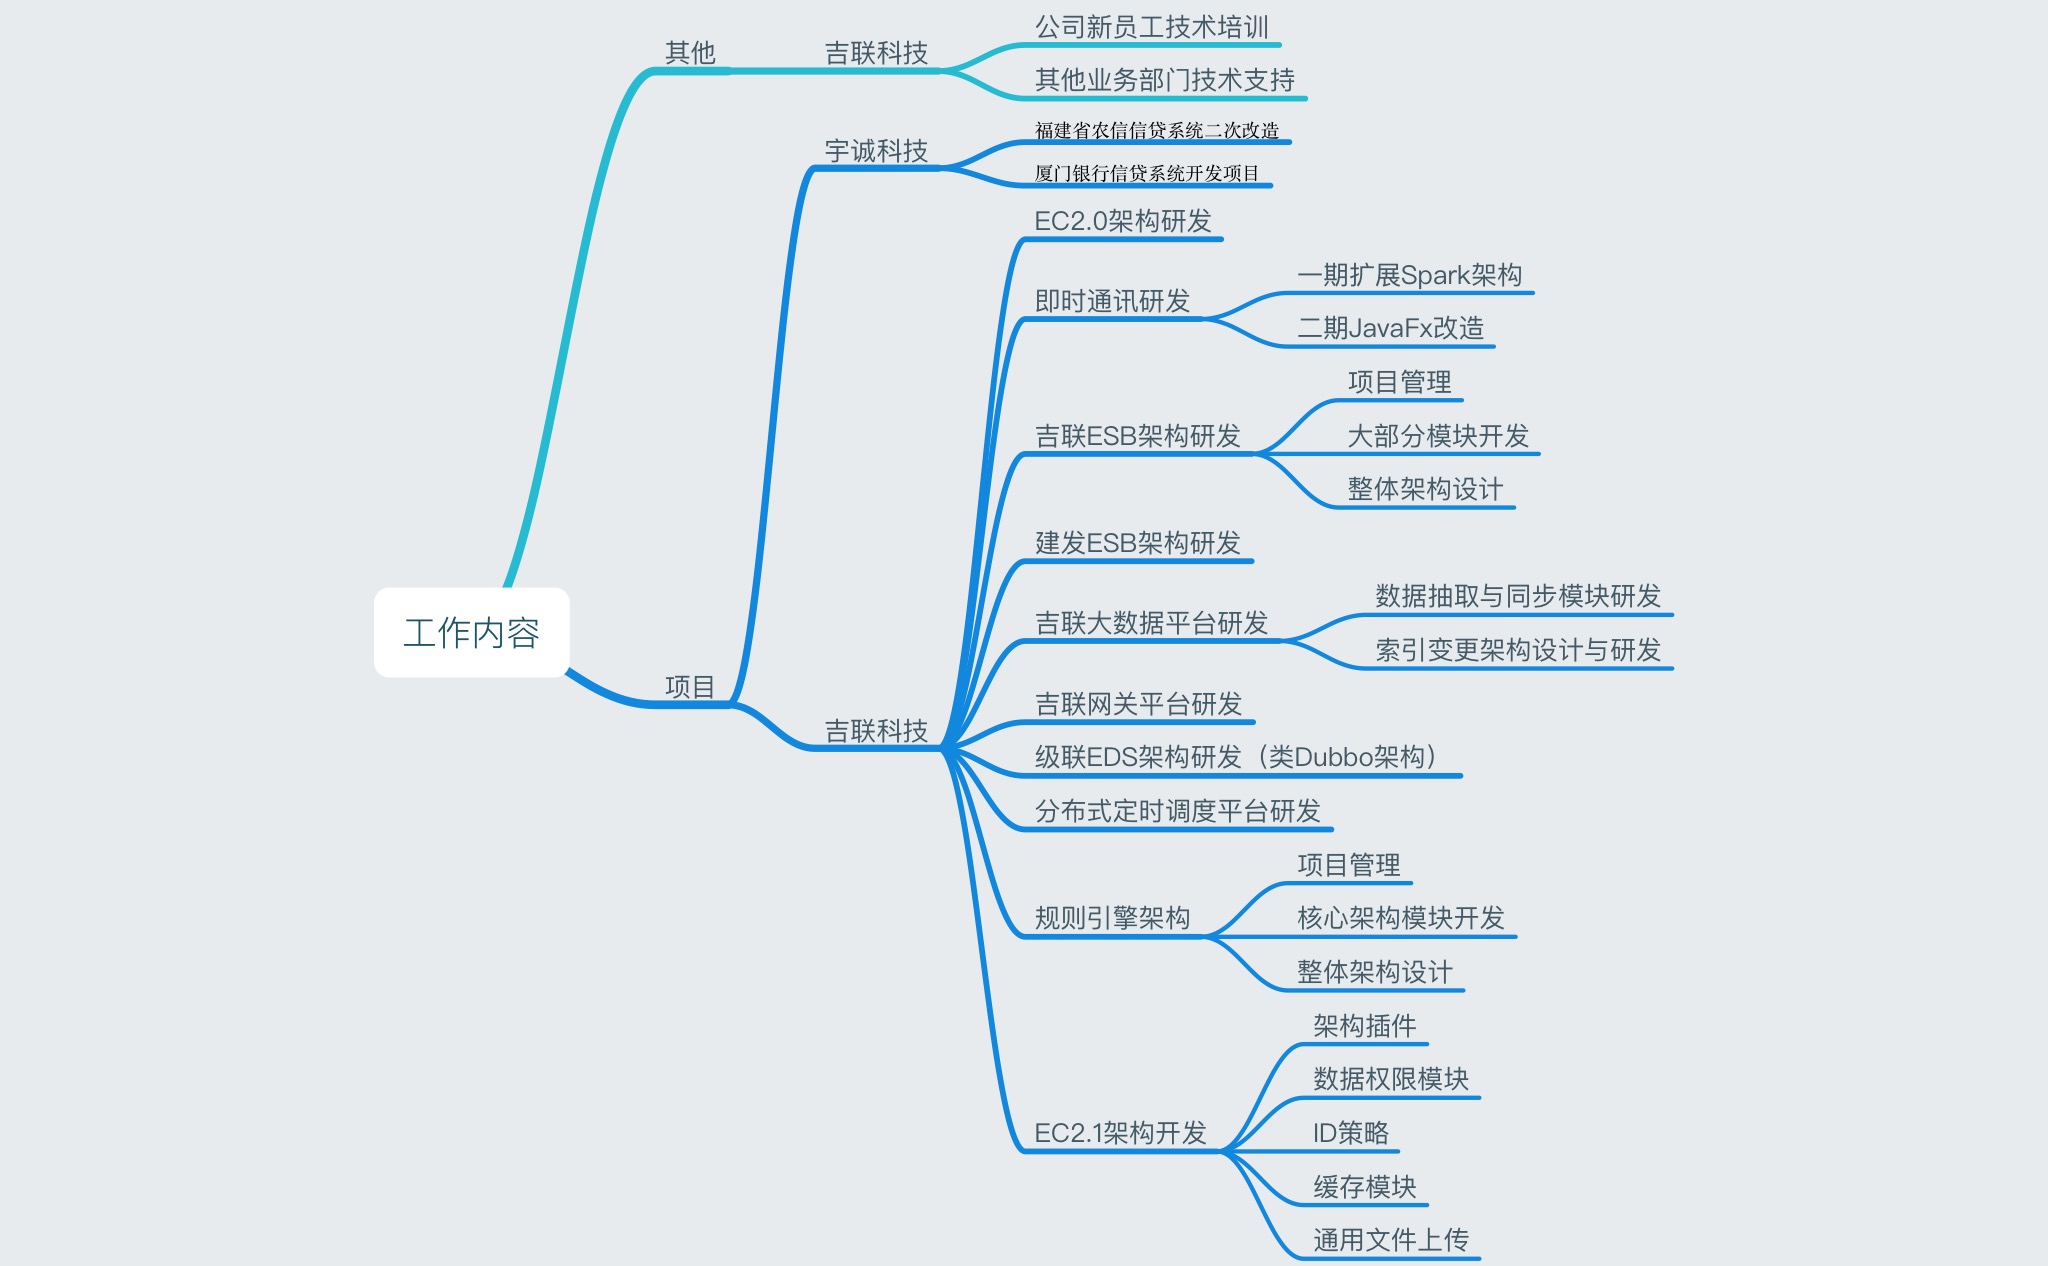 其他
吉联科技
公司新员工技术培训
其他业务部门技术支持
宇诚科技
福建省农信信贷系统二次改造
厦门银行信贷系统开发项目
EC2.0架构研发
即时通讯研发
一期扩展Spark架构
二期JavaFx改造
吉联ESB架构研发
项目管理
大部分模块开发
整体架构设计
建发ESB架构研发
工作内容
项目
吉联科技
吉联大数据平台研发
数据抽取与同步模块研发
索引变更架构设计与研发
吉联网关平台研发
级联EDS架构研发（类Dubbo架构）
分布式定时调度平台研发
规则引擎架构
项目管理
核心架构模块开发
整体架构设计
EC2.1架构开发
架构插件
数据权限模块
ID策略
缓存模块
通用文件上传